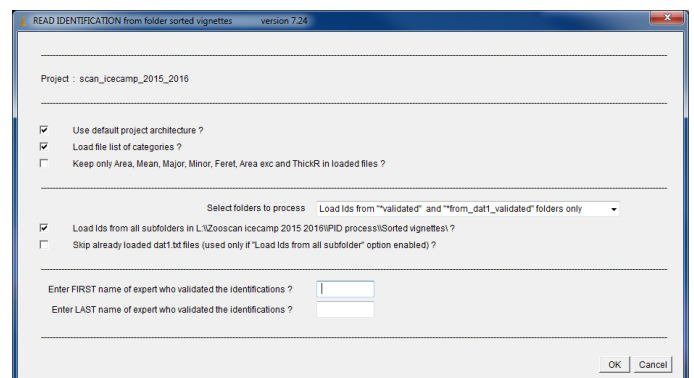 READ IDENTIFICATION from folder sorted vignettes version 7.24
Project : scan_icecamp_2015_2016
Use default project architecture ?
Load file list of categories ?
Keep only Area, Mean, Major, Minor, Feret, Area exc and ThickR in loaded files ?
Select folders to process Load Ids from "*validated" and "*from_dat1_validated" folders only
Load Ids from all subfolders in L:\\Zooscan icecamp 2015 2016\\PID process\\Sorted vignettes\ ?
Skip already loaded dat1.txt files (used only if "Load Ids from all subfolder" option enabled) ?
Enter FIRST name of expert who validated the identifications ?
Enter LAST name of expert who validated the identifications ?
OK Cancel